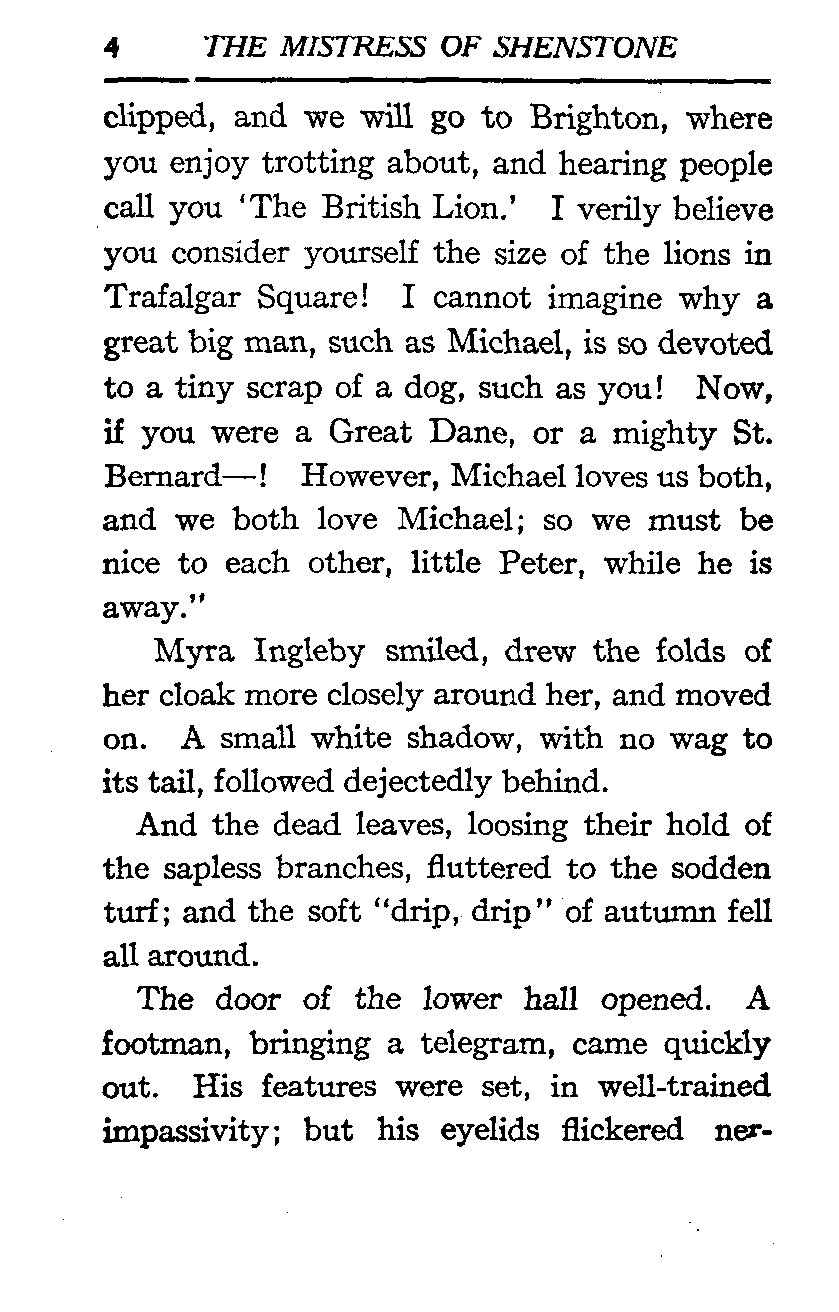 4 THE MISTRESS OF SHENSTONE
clipped, and we will go to Brighton, where
you enjoy trotting about, and hearing people
call you 'The British Lion.' I verily believe
you consider yourself the size of the lions in
Trafalgar Square! I cannot imagine why a
great big man, such as Michael, is so devoted
to a tiny scrap of a dog, such as you! Now,
if you were a Great Dane, or a mighty St.
Bernard—! However, Michael loves us both,
and we both love Michael; so we must be
nice to each other, little Peter, while he is
away."
Myra Ingleby smiled, drew the folds of
her cloak more closely around her, and moved
on. A small white shadow, with no wag to
its tail, followed dejectedly behind.
And the dead leaves, loosing their hold of
the sapless branches, fluttered to the sodden
turf; and the soft "drip, drip" of autumn fell
all around.
The door of the lower hall opened. A
footman, bringing a telegram, came quickly
out. His features were set, in well-trained
impassivity; but his eyelids flickered ner-